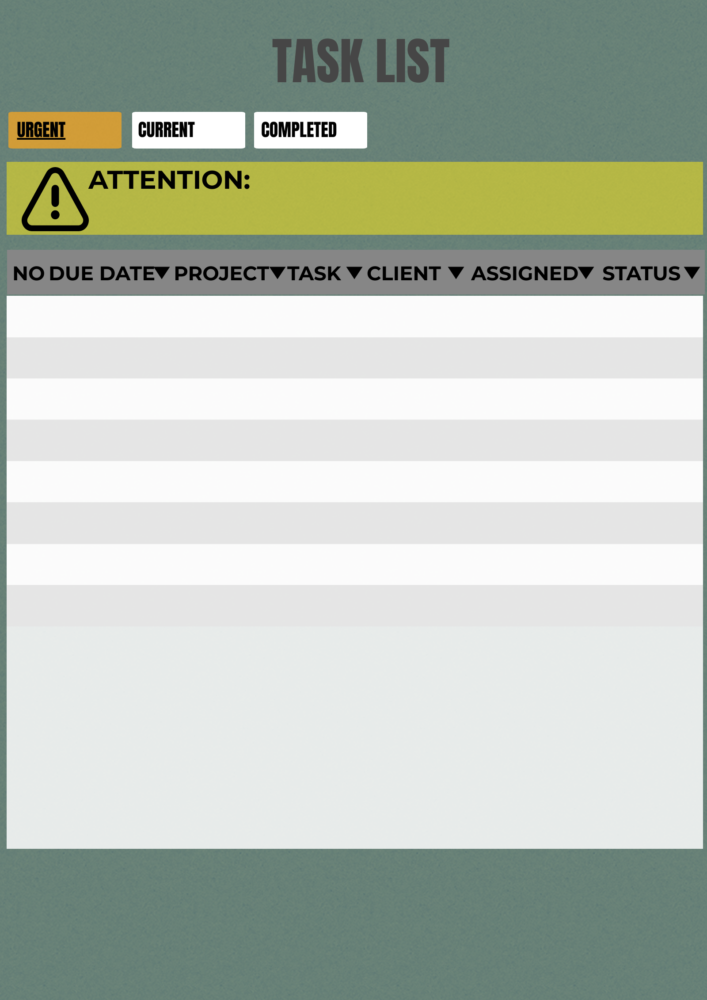 TASK LIST
URGENT CURRENT COMPLETED
ATTENTION:
NO DUE DATE PROJECT TASK CLIENT ASSIGNED STATUS